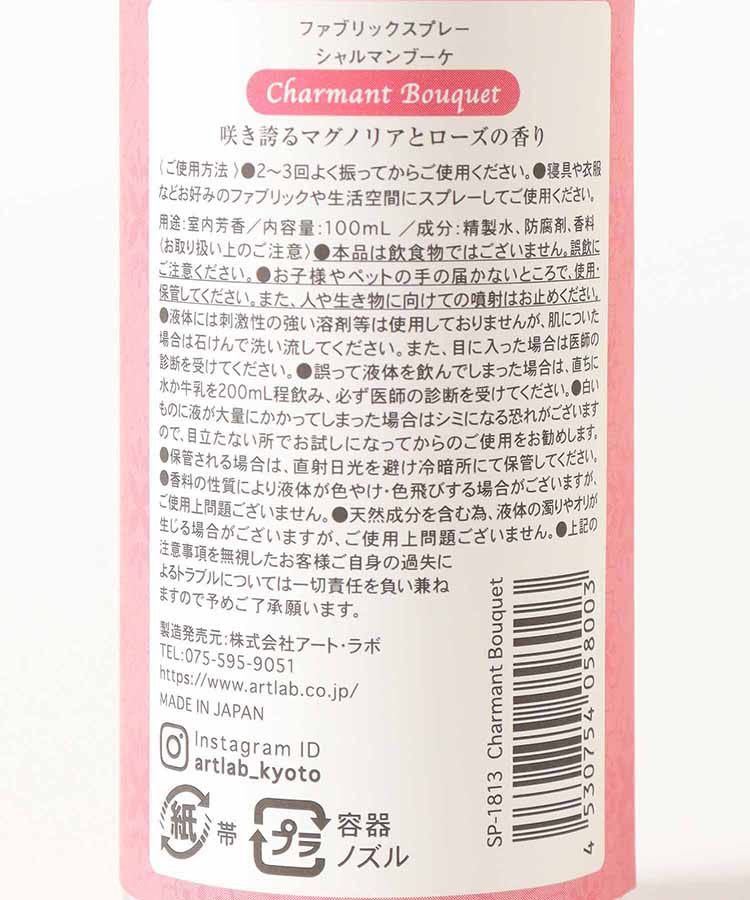 ファブリックスプレー
シャルマンブーケ
Charmant Bouquet
咲き誇るマグノリアとローズの香り
〈ご使用方法〉●2〜3回よく振ってからご使用ください。●寝具や衣服
などお好みのファブリックや生活空間にスプレーしてご使用ください。
用途：室内芳香／内容量：100mL ／成分：精製水、防腐剤、香料
〈お取り扱い上のご注意〉●本品は飲食物ではございません。誤飲に
ご注意ください。●お子様やペットの手の届かないところで、使用・
保管してください。また、人や生き物に向けての噴射はお止めください。
●液体には刺激性の強い溶剤等は使用しておりませんが、肌についた
場合は石けんで洗い流してください。また、目に入った場合は医師の
診断を受けてください。●誤って液体を飲んでしまった場合は、直ちに
水か牛乳を200mL程飲み、必ず医師の診断を受けてください。●白い
ものに液が大量にかかってしまった場合はシミになる恐れがございます
ので、目立たない所でお試しになってからのご使用をお勧めします。
●保管される場合は、直射日光を避け冷暗所にて保管してください。
●香料の性質により液体が色やけ・色飛びする場合がございますが、
ご使用上問題ございません。●天然成分を含む為、液体の濁りやオリが
生じる場合がございますが、ご使用上問題ございません。●上記の
注意事項を無視したお客様ご自身の過失に
よるトラブルについては一切責任を負い兼ね
ますので予めご了承願います。
製造発売元：株式会社アート・ラボ
TEL：075-595-9051
https://www.artlab.co.jp/
MADE IN JAPAN
Instagram ID
artlab_kyoto
紙 帯
プラ 容器
ノズル
SP-1813 Charmant Bouquet
4 530754 058003